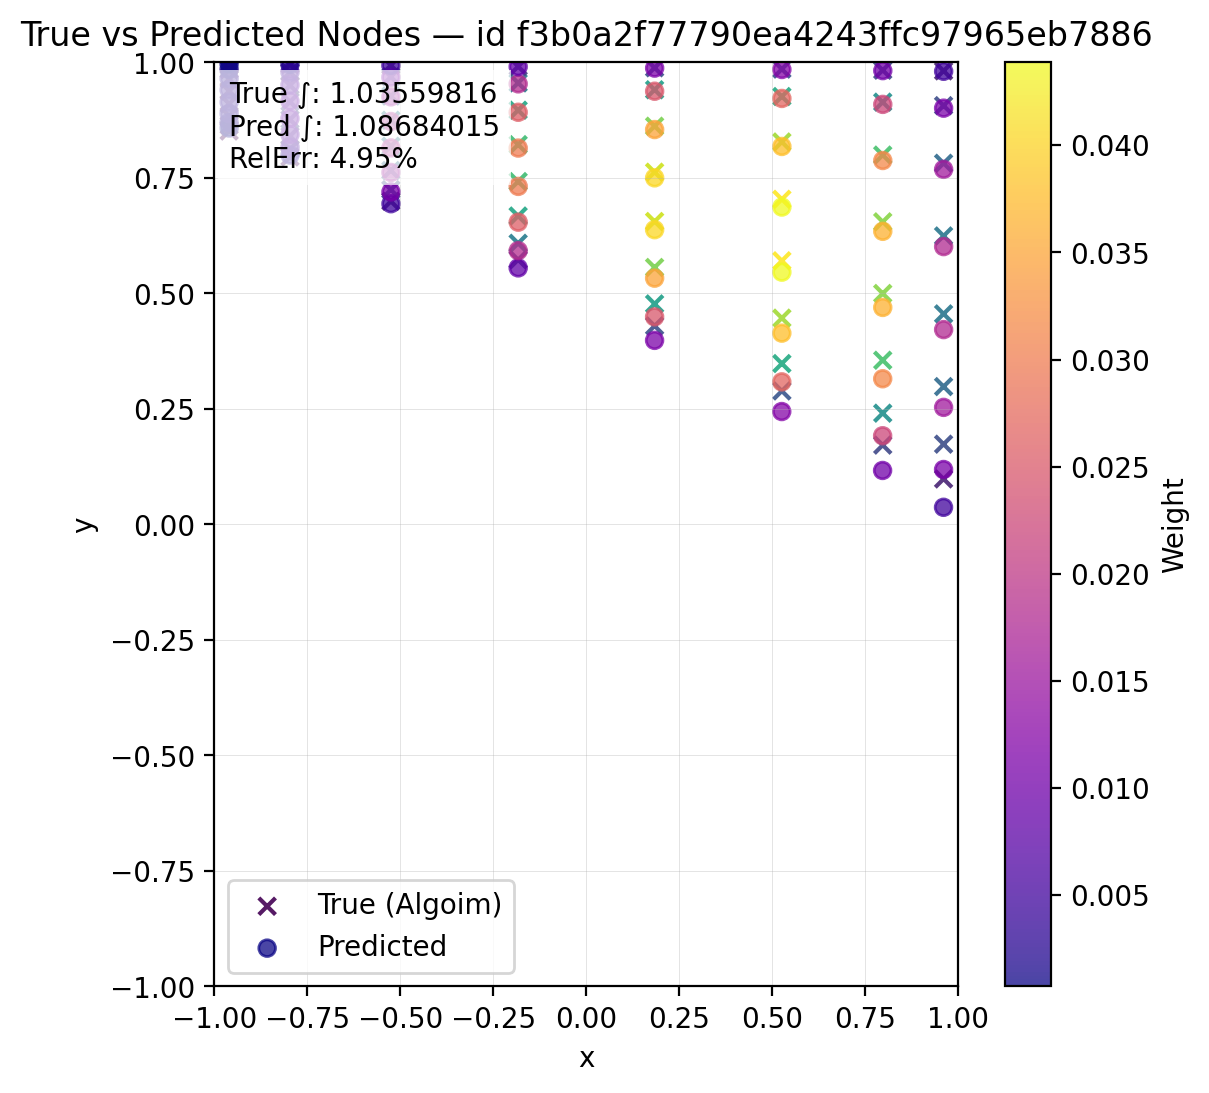 True vs Predicted Nodes — id f3b0a2f77790ea4243ffc97965eb7886
True ∫: 1.03559816
Pred ∫: 1.08684015
RelErr: 4.95%
1.00
0.75
0.50
0.25
0.00
−0.25
−0.50
−0.75
−1.00
y
True (Algoim)
Predicted
−1.00 −0.75 −0.50 −0.25 0.00 0.25 0.50 0.75 1.00
x
0.040
0.035
0.030
0.025
0.020
0.015
0.010
0.005
Weight